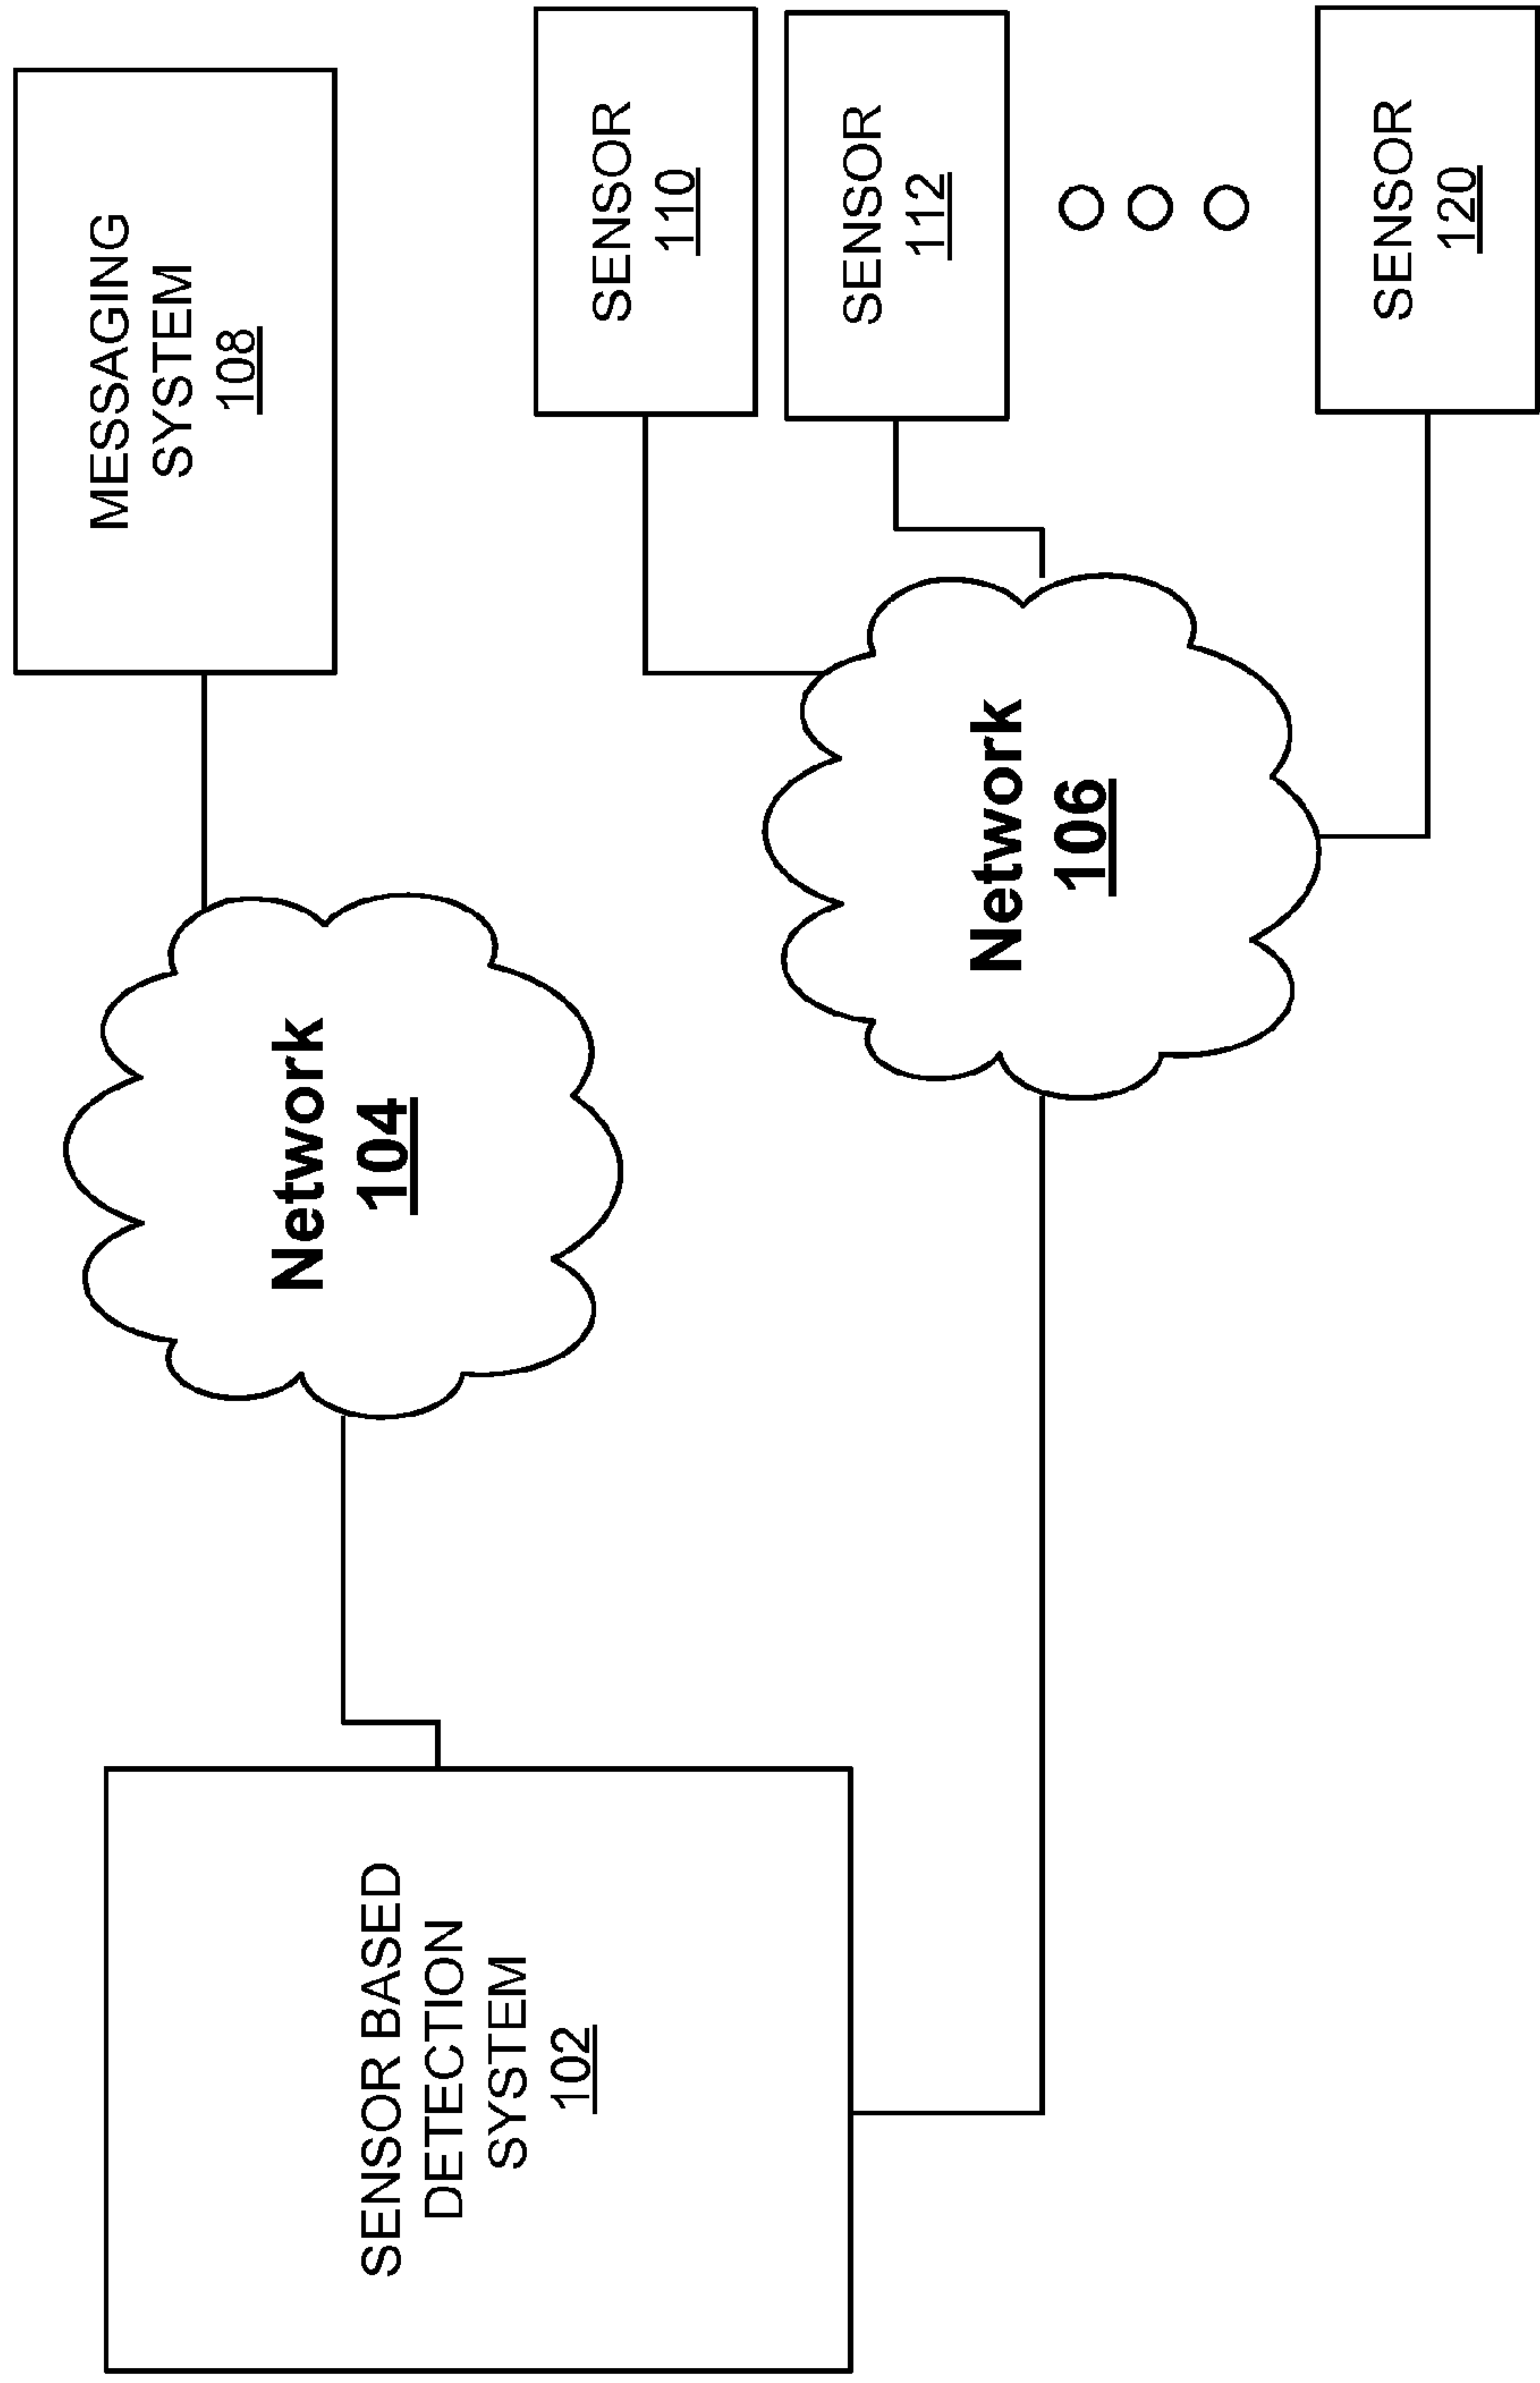 SENSOR BASED
DETECTION
SYSTEM
102
Network
104
MESSAGING
SYSTEM
108
Network
106
SENSOR
110
SENSOR
112
SENSOR
120